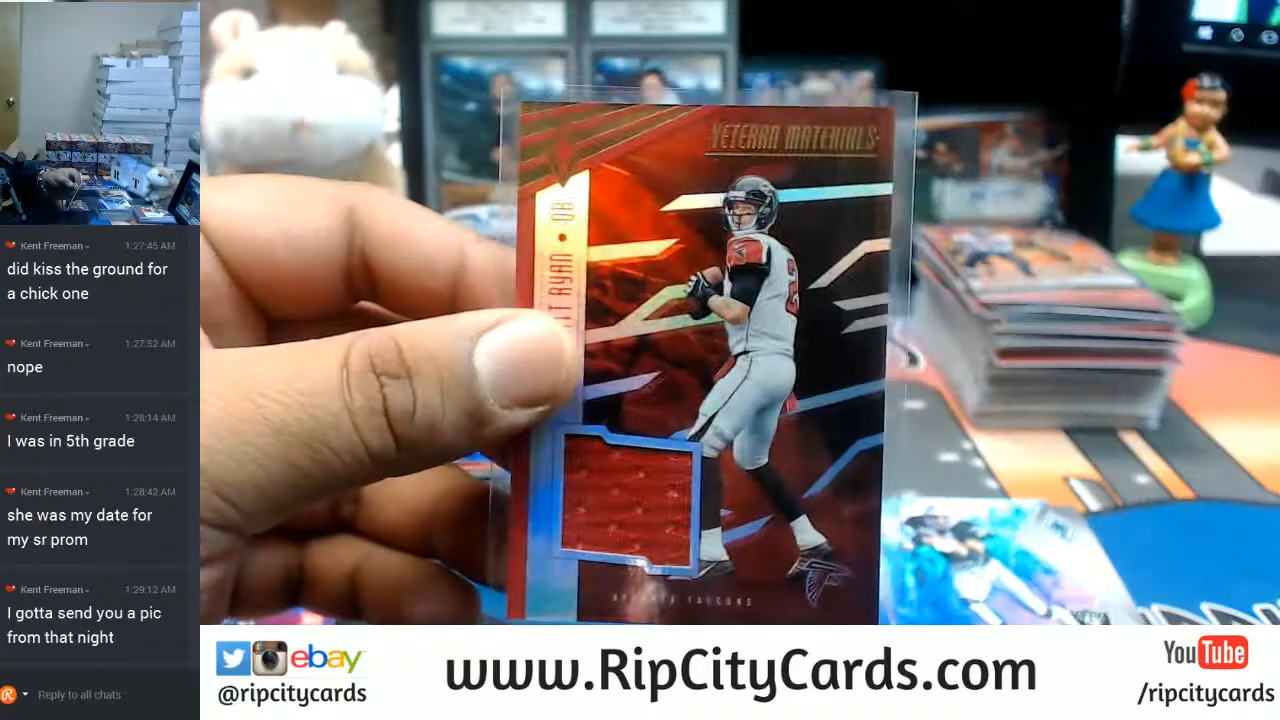 Kent Freeman 1:27:45 AM
did kiss the ground for
a chick one
Kent Freeman 1:27:52 AM
nope
Kent Freeman 1:28:14 AM
I was in 5th grade
Kent Freeman 1:28:42 AM
she was my date for
my sr prom
Kent Freeman 1:29:12 AM
I gotta send you a pic
from that night
Reply to all chats
VETERAN MATERIALS
RYAN
2
FALCONS
ebay
@ripcitycards
www.RipCityCards.com
YouTube
/ripcitycards